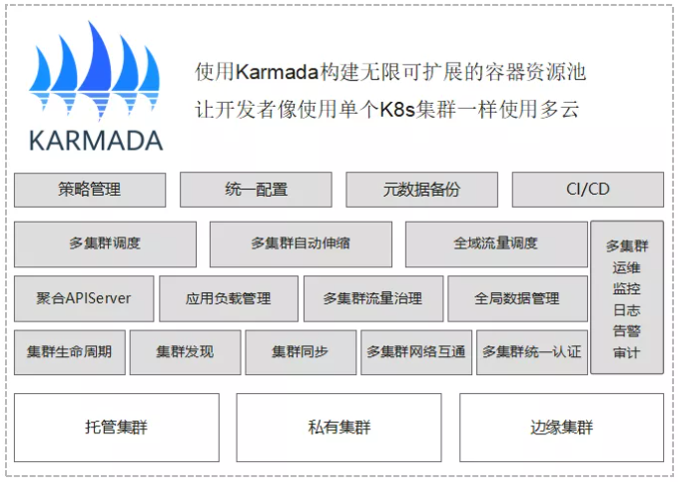 使用Karmada构建无限可扩展的容器资源池
让开发者像使用单个K8s集群一样使用多云
KARMADA
策略管理
统一配置
元数据备份
CI/CD
多集群调度
多集群自动伸缩
全域流量调度
多集群
运维
监控
日志
告警
审计
聚合APIServer
应用负载管理
多集群流量治理
全局数据管理
集群生命周期
集群发现
集群同步
多集群网络互通
多集群统一认证
托管集群
私有集群
边缘集群